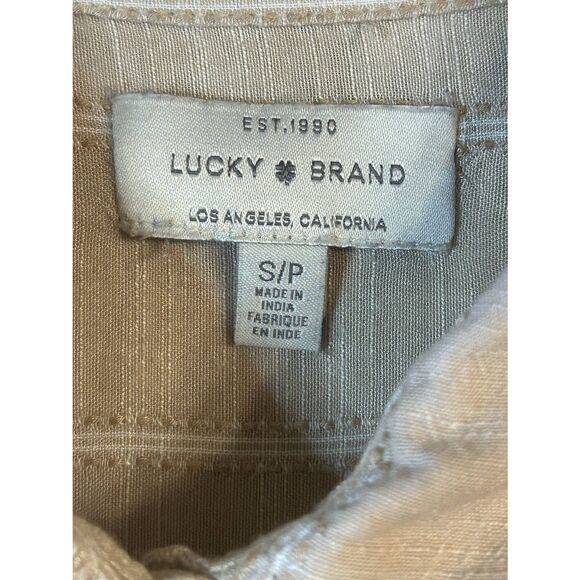 EST.1990
LUCKY BRAND
LOS ANGELES, CALIFORNIA
S/P
MADE IN
INDIA
FABRIQUE
EN INDE